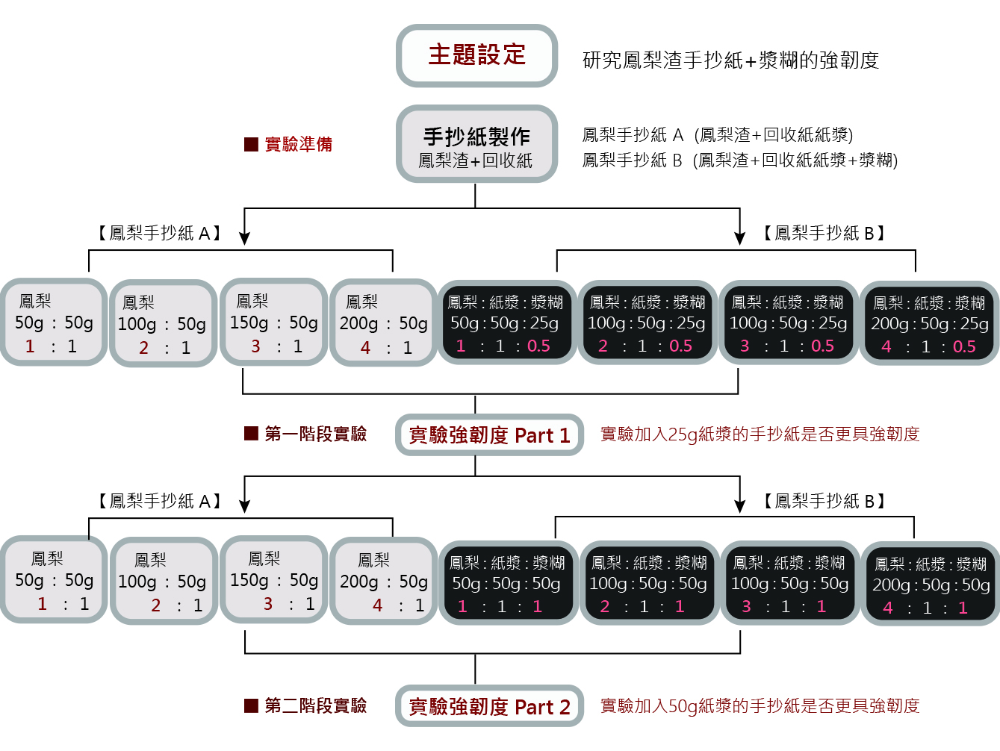 主題設定
研究鳳梨渣手抄紙+漿糊的強韌度
■ 實驗準備
手抄紙製作
鳳梨渣+回收紙
鳳梨手抄紙 A (鳳梨渣+回收紙紙漿)
鳳梨手抄紙 B (鳳梨渣+回收紙紙漿+漿糊)
【鳳梨手抄紙 A】
【鳳梨手抄紙 B】
鳳梨
50g : 50g
1 : 1
鳳梨
100g : 50g
2 : 1
鳳梨
150g : 50g
3 : 1
鳳梨
200g : 50g
4 : 1
鳳梨 : 紙漿 : 漿糊
50g : 50g : 25g
1 : 1 : 0.5
鳳梨 : 紙漿 : 漿糊
100g : 50g : 25g
2 : 1 : 0.5
鳳梨 : 紙漿 : 漿糊
100g : 50g : 25g
3 : 1 : 0.5
鳳梨 : 紙漿 : 漿糊
200g : 50g : 25g
4 : 1 : 0.5
■ 第一階段實驗
實驗強韌度 Part 1
實驗加入25g紙漿的手抄紙是否更具強韌度
【鳳梨手抄紙 A】
【鳳梨手抄紙 B】
鳳梨
50g : 50g
1 : 1
鳳梨
100g : 50g
2 : 1
鳳梨
150g : 50g
3 : 1
鳳梨
200g : 50g
4 : 1
鳳梨 : 紙漿 : 漿糊
50g : 50g : 50g
1 : 1 : 1
鳳梨 : 紙漿 : 漿糊
100g : 50g : 50g
2 : 1 : 1
鳳梨 : 紙漿 : 漿糊
100g : 50g : 50g
3 : 1 : 1
鳳梨 : 紙漿 : 漿糊
200g : 50g : 50g
4 : 1 : 1
■ 第二階段實驗
實驗強韌度 Part 2
實驗加入50g紙漿的手抄紙是否更具強韌度